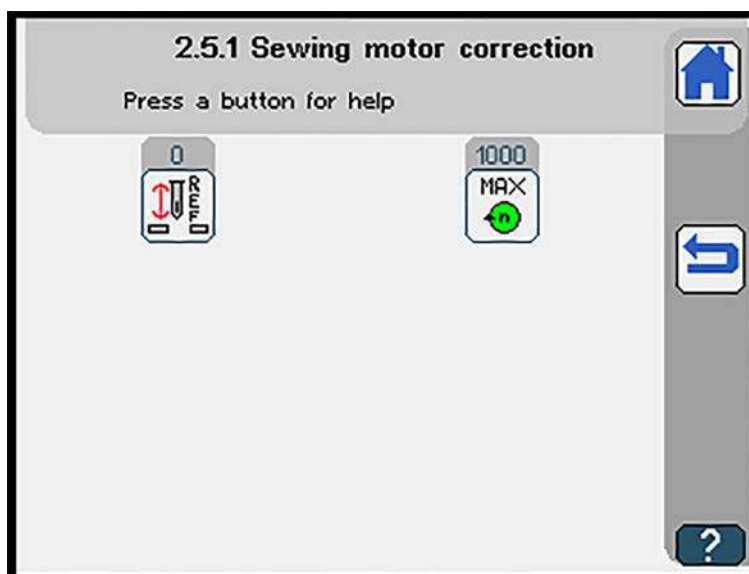 2.5.1 Sewing motor correction
Press a button for help
0
1000
REF
MAX
n
?